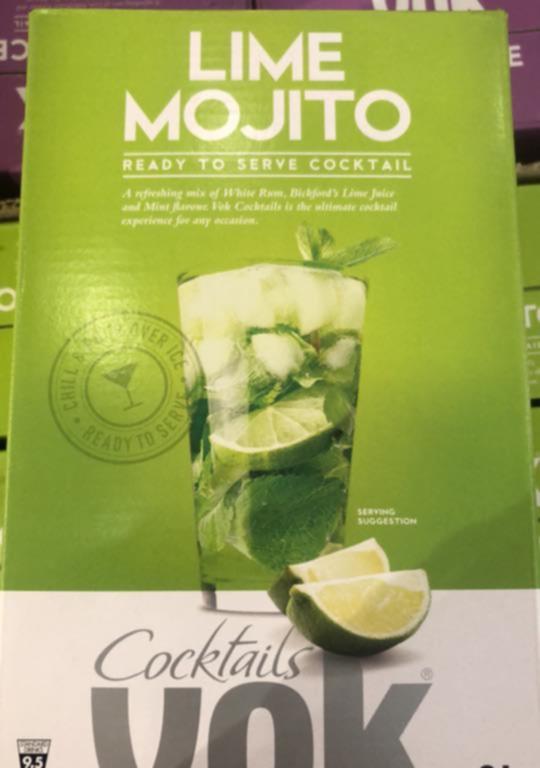 LIME
MOJITO
READY TO SERVE COCKTAIL
A refreshing mix of White Rum, Bickford's Lime Juice
and Mint flavour. Vok Cocktails is the ultimate cocktail
experience for any occasion.
CHILL & POUR OVER ICE
READY TO SERVE
SERVING
SUGGESTION
Cocktails
vok®
STANDARD
DRINKS
9.5